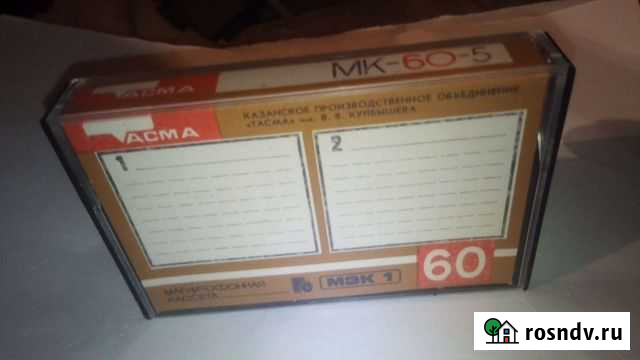 ТАСМА
МК-60-5
ТАСМА
КАЗАНСКОЕ ПРОИЗВОДСТВЕННОЕ ОБЪЕДИНЕНИЕ
«ТАСМА» им. В. В. КУЙБЫШЕВА
1
2
МАГНИТОФОННАЯ
КАССЕТА
МЭК 1
60
rosndv.ru